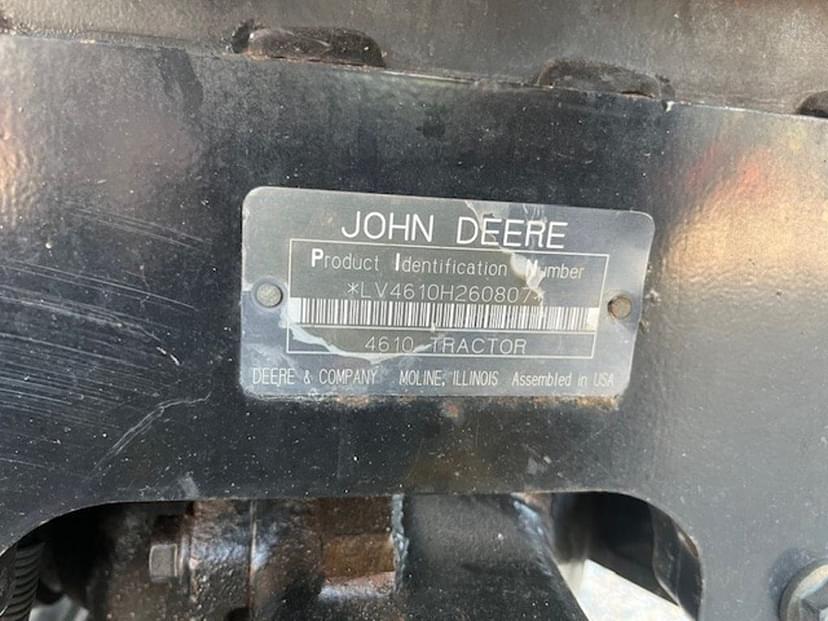 JOHN DEERE
Product Identification Number
*LV4610H260807*
4610 TRACTOR
DEERE & COMPANY MOLINE, ILLINOIS Assembled in USA